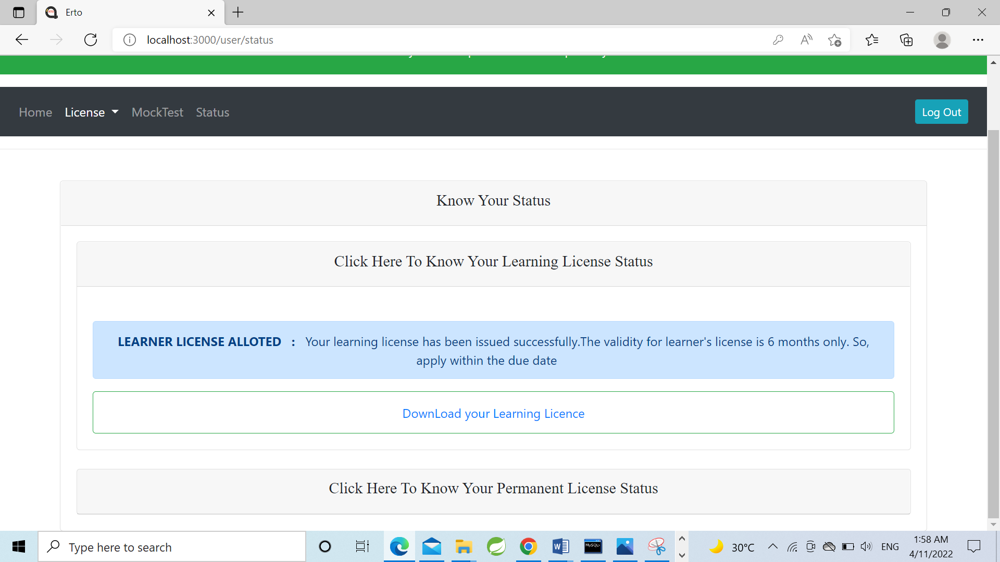 Erto
localhost:3000/user/status
Home License MockTest Status Log Out
Know Your Status
Click Here To Know Your Learning License Status
LEARNER LICENSE ALLOTED : Your learning license has been issued successfully.The validity for learner's license is 6 months only. So,
apply within the due date
DownLoad your Learning Licence
Click Here To Know Your Permanent License Status
Type here to search
MySQL
30°C
ENG
1:58 AM
4/11/2022